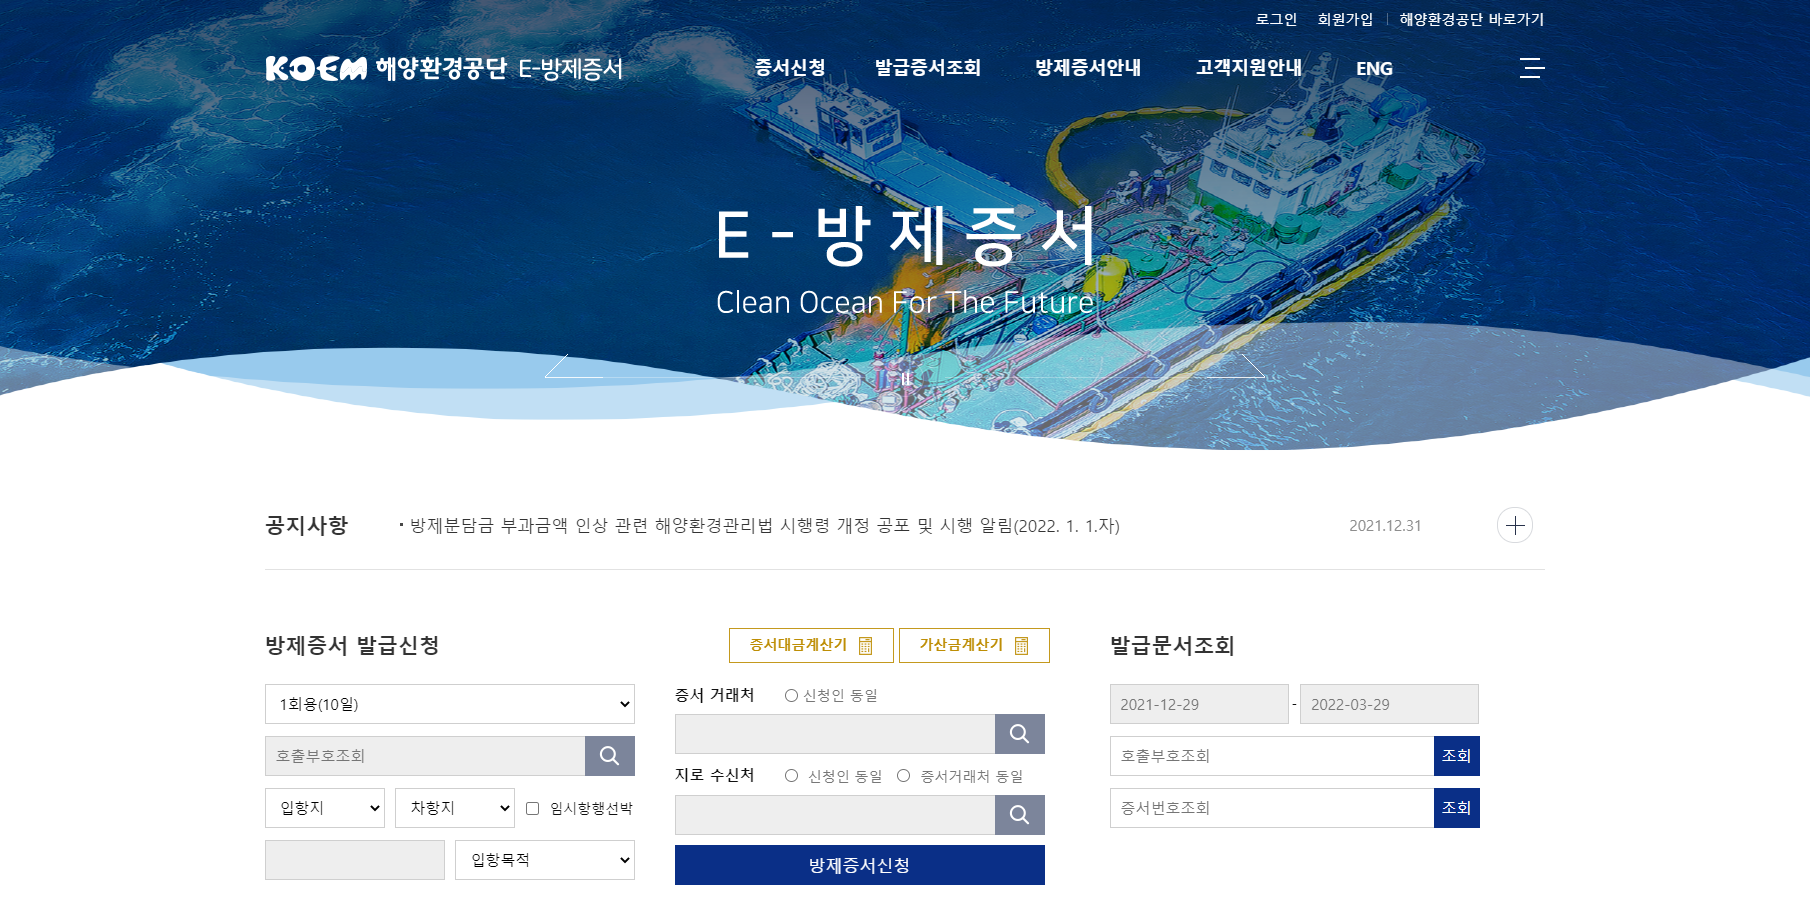 로그인 회원가입 해양환경공단 바로가기
KOEM 해양환경공단 E-방제증서
증서신청 발급증서조회 방제증서안내 고객지원안내 ENG
E-방제증서
Clean Ocean For The Future
공지사항
· 방제분담금 부과금액 인상 관련 해양환경관리법 시행령 개정 공포 및 시행 알림(2022. 1. 1.자) 2021.12.31
방제증서 발급신청
1회용(10일)
호출부호조회
입항지 차항지 임시항행선박
입항목적
증서대금계산기 가산금계산기
증서 거래처 신청인 동일
지로 수신처 신청인 동일 증서거래처 동일
방제증서신청
발급문서조회
2021-12-29 - 2022-03-29
호출부호조회 조회
증서번호조회 조회